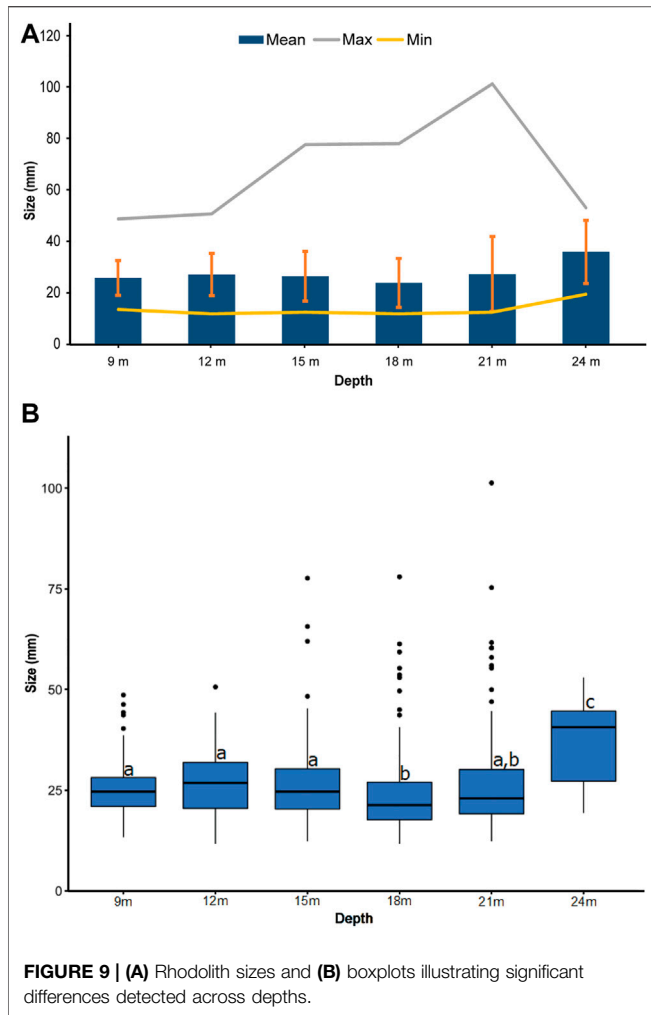 A
Mean Max Min
120
100
80
60
40
20
0
Size (mm)
9 m 12 m 15 m 18 m 21 m 24 m
Depth
B
100
75
50
25
0
Size (mm)
a a a b a,b c
9m 12m 15m 18m 21m 24m
Depth
FIGURE 9 | (A) Rhodolith sizes and (B) boxplots illustrating significant
differences detected across depths.